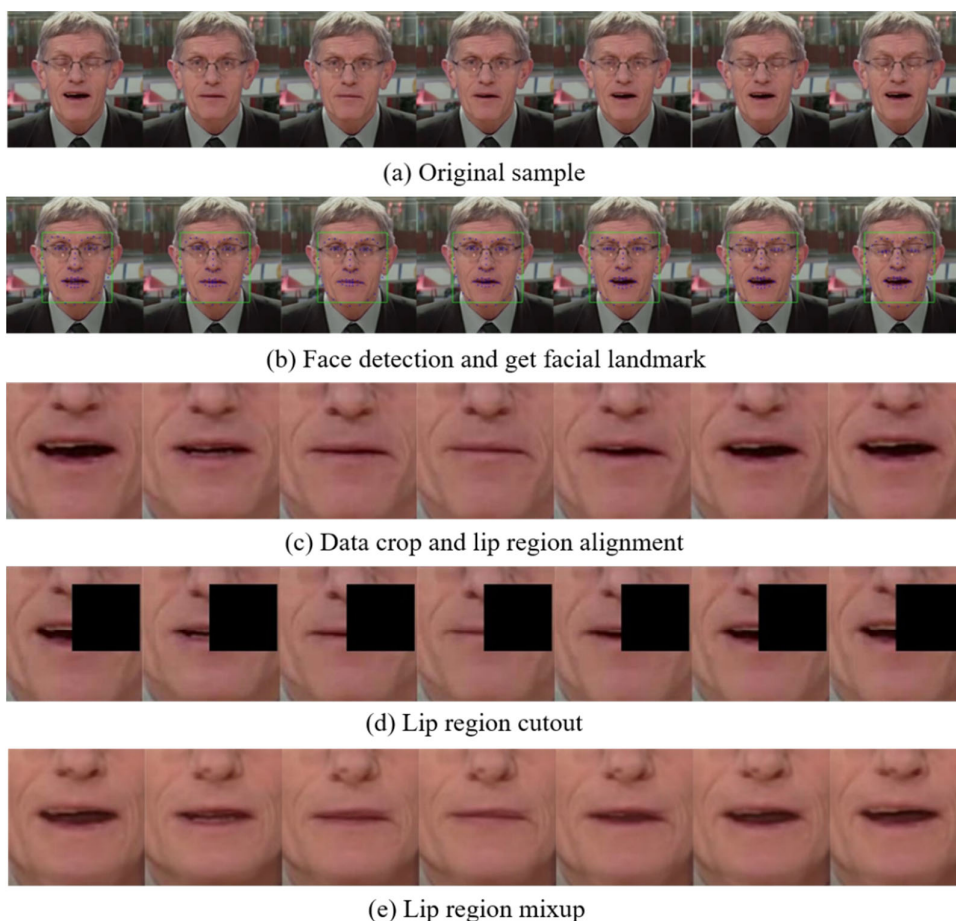 (a) Original sample
(b) Face detection and get facial landmark
(c) Data crop and lip region alignment
(d) Lip region cutout
(e) Lip region mixup